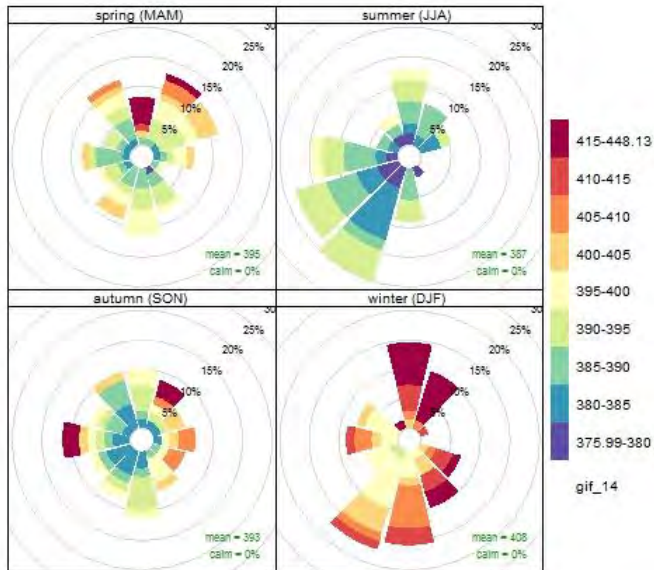 spring (MAM)
summer (JJA)
30
25%
20%
15%
10%
5%
mean = 395
calm = 0%
30
25%
20%
15%
10%
5%
mean = 387
calm = 0%
autumn (SON)
winter (DJF)
30
25%
20%
15%
10%
5%
mean = 393
calm = 0%
30
25%
20%
15%
10%
5%
mean = 408
calm = 0%
415-448.13
410-415
405-410
400-405
395-400
390-395
385-390
380-385
375.99-380
gif_14